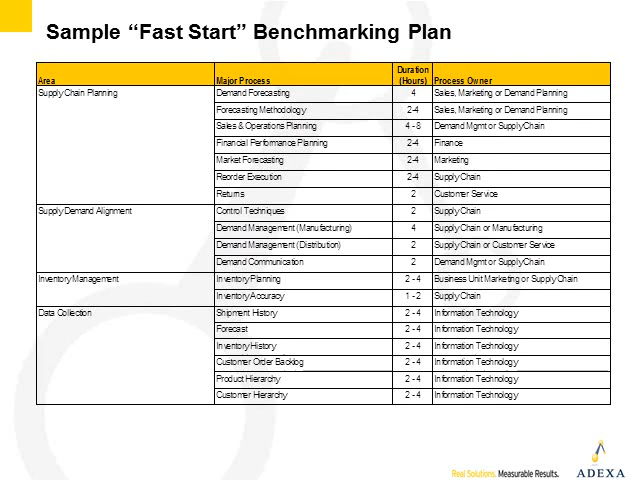 Sample “Fast Start” Benchmarking Plan
Area Major Process Duration (Hours) Process Owner
Supply Chain Planning Demand Forecasting 4 Sales, Marketing or Demand Planning
Forecasting Methodology 2-4 Sales, Marketing or Demand Planning
Sales & Operations Planning 4 - 8 Demand Mgmt or Supply Chain
Financial Performance Planning 2-4 Finance
Market Forecasting 2-4 Marketing
Reorder Execution 2-4 Supply Chain
Returns 2 Customer Service
Supply Demand Alignment Control Techniques 2 Supply Chain
Demand Management (Manufacturing) 4 Supply Chain or Manufacturing
Demand Management (Distribution) 2 Supply Chain or Customer Service
Demand Communication 2 Demand Mgmt or Supply Chain
Inventory Management Inventory Planning 2 - 4 Business Unit Marketing or Supply Chain
Inventory Accuracy 1 - 2 Supply Chain
Data Collection Shipment History 2 - 4 Information Technology
Forecast 2 - 4 Information Technology
Inventory History 2 - 4 Information Technology
Customer Order Backlog 2 - 4 Information Technology
Product Hierarchy 2 - 4 Information Technology
Customer Hierarchy 2 - 4 Information Technology
Real Solutions. Measurable Results.
ADEXA